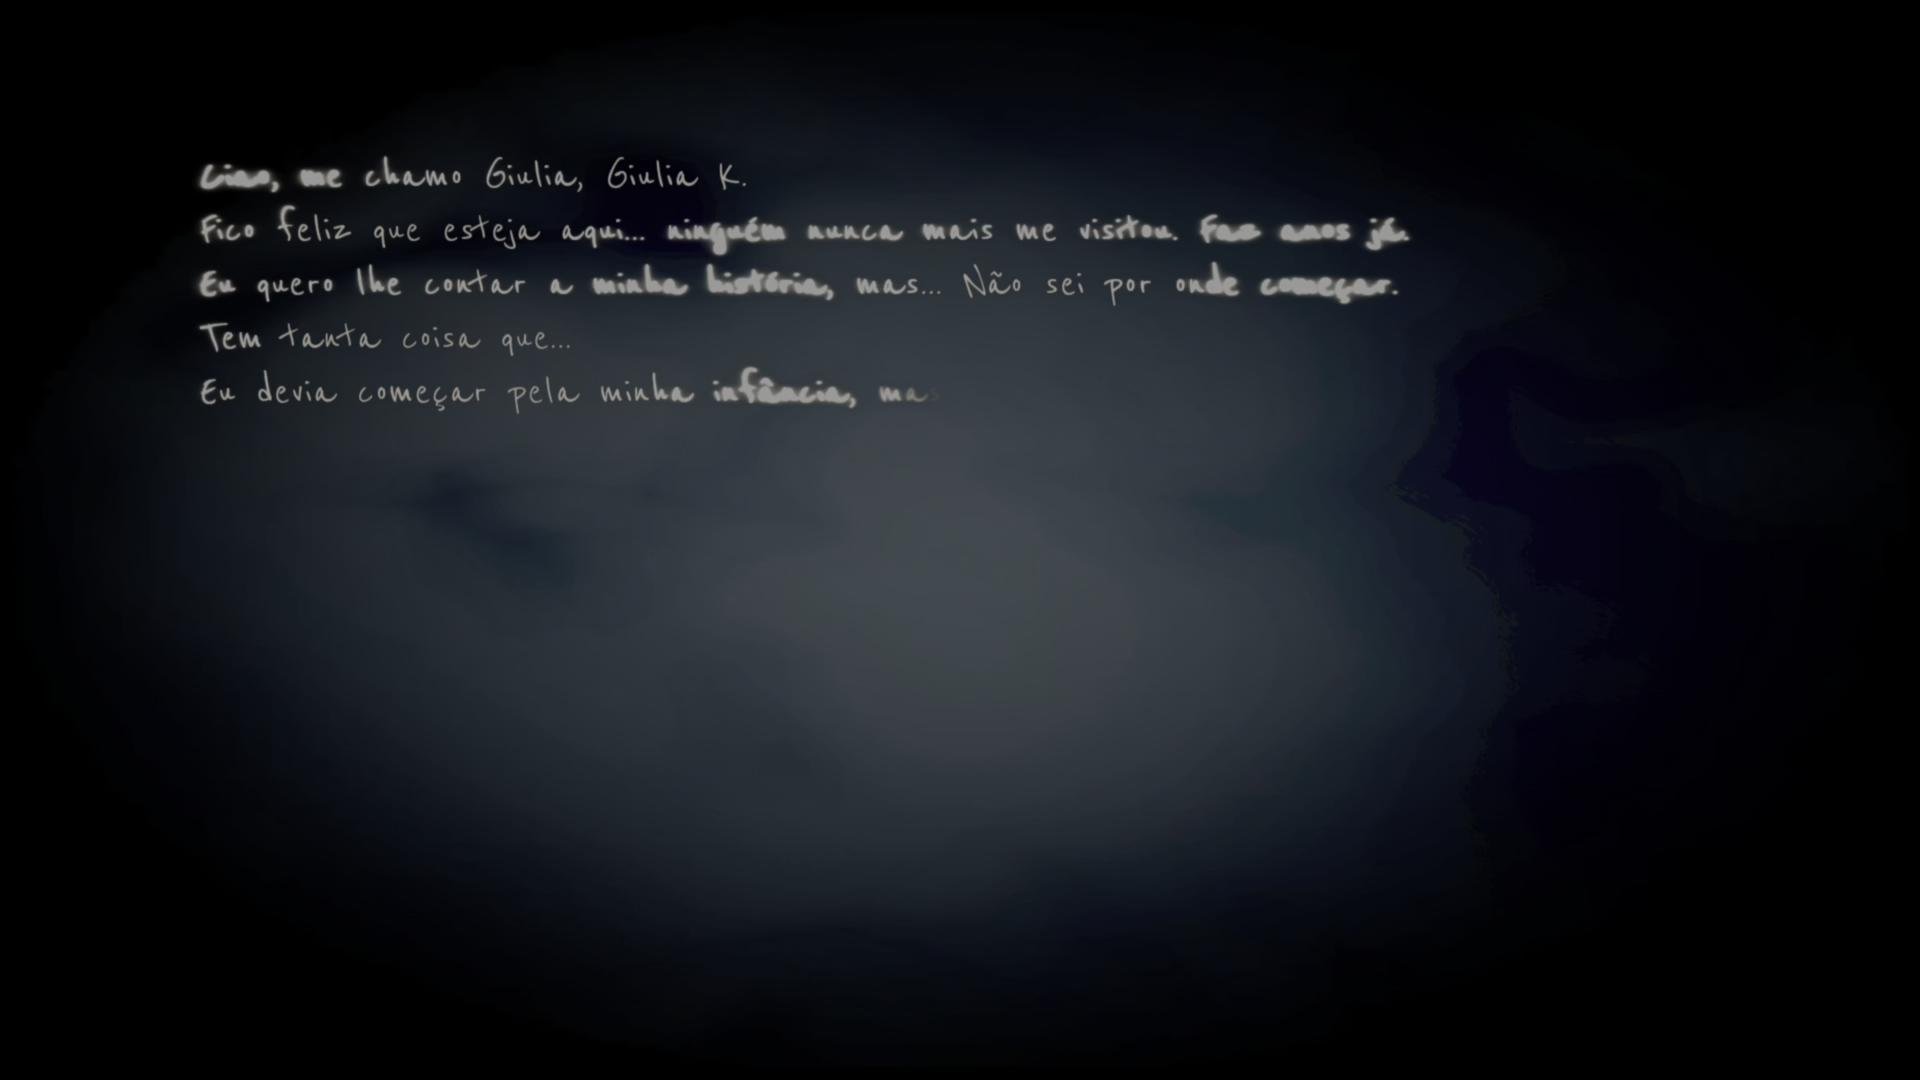 Ciao, me chamo Giulia, Giulia K.
Fico feliz que esteja aqui... ninguém nunca mais me visitou. Faz anos já.
Eu quero lhe contar a minha história, mas... Não sei por onde começar.
Tem tanta coisa que...
Eu devia começar pela minha infância, mas